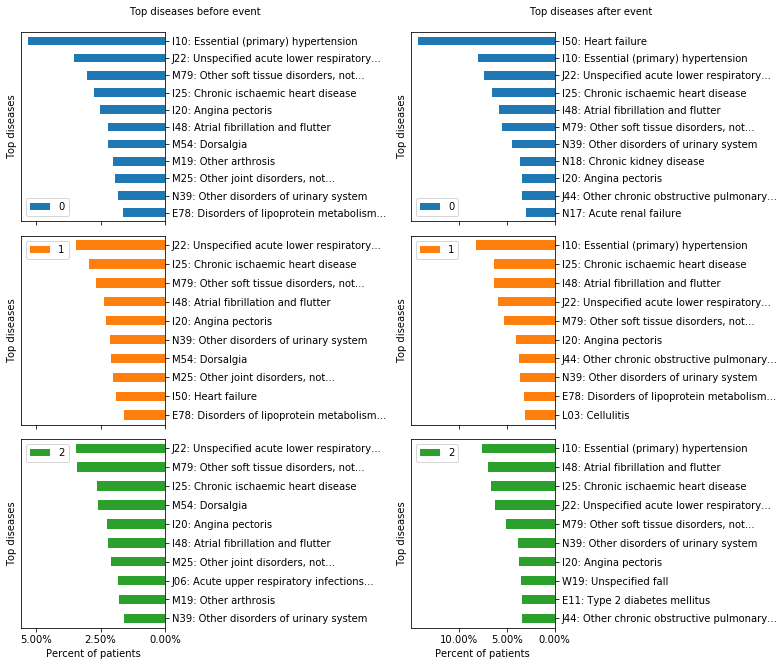 Top diseases before event
Top diseases
I10: Essential (primary) hypertension
J22: Unspecified acute lower respiratory...
M79: Other soft tissue disorders, not...
I25: Chronic ischaemic heart disease
I20: Angina pectoris
I48: Atrial fibrillation and flutter
M54: Dorsalgia
M19: Other arthrosis
M25: Other joint disorders, not...
N39: Other disorders of urinary system
E78: Disorders of lipoprotein metabolism...
0
Top diseases
1
J22: Unspecified acute lower respiratory...
I25: Chronic ischaemic heart disease
M79: Other soft tissue disorders, not...
I48: Atrial fibrillation and flutter
I20: Angina pectoris
N39: Other disorders of urinary system
M54: Dorsalgia
M25: Other joint disorders, not...
I50: Heart failure
E78: Disorders of lipoprotein metabolism...
Top diseases
2
J22: Unspecified acute lower respiratory...
M79: Other soft tissue disorders, not...
I25: Chronic ischaemic heart disease
M54: Dorsalgia
I20: Angina pectoris
I48: Atrial fibrillation and flutter
M25: Other joint disorders, not...
J06: Acute upper respiratory infections...
M19: Other arthrosis
N39: Other disorders of urinary system
5.00% 2.50% 0.00%
Percent of patients
Top diseases after event
Top diseases
I50: Heart failure
I10: Essential (primary) hypertension
J22: Unspecified acute lower respiratory...
I25: Chronic ischaemic heart disease
I48: Atrial fibrillation and flutter
M79: Other soft tissue disorders, not...
N39: Other disorders of urinary system
N18: Chronic kidney disease
I20: Angina pectoris
J44: Other chronic obstructive pulmonary...
N17: Acute renal failure
0
Top diseases
1
I10: Essential (primary) hypertension
I25: Chronic ischaemic heart disease
I48: Atrial fibrillation and flutter
J22: Unspecified acute lower respiratory...
M79: Other soft tissue disorders, not...
I20: Angina pectoris
J44: Other chronic obstructive pulmonary...
N39: Other disorders of urinary system
E78: Disorders of lipoprotein metabolism...
L03: Cellulitis
Top diseases
2
I10: Essential (primary) hypertension
I48: Atrial fibrillation and flutter
I25: Chronic ischaemic heart disease
J22: Unspecified acute lower respiratory...
M79: Other soft tissue disorders, not...
N39: Other disorders of urinary system
I20: Angina pectoris
W19: Unspecified fall
E11: Type 2 diabetes mellitus
J44: Other chronic obstructive pulmonary...
10.00% 5.00% 0.00%
Percent of patients